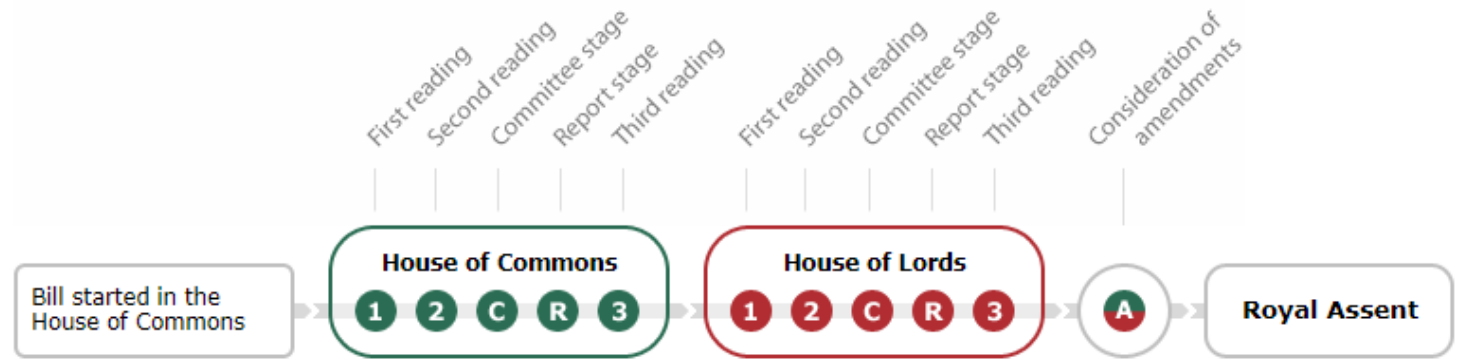 First reading
Second reading
Committee stage
Report stage
Third reading
First reading
Second reading
Committee stage
Report stage
Third reading
Consideration of
amendments
Bill started in the
House of Commons
House of Commons
1 2 C R 3
House of Lords
1 2 C R 3
A
Royal Assent